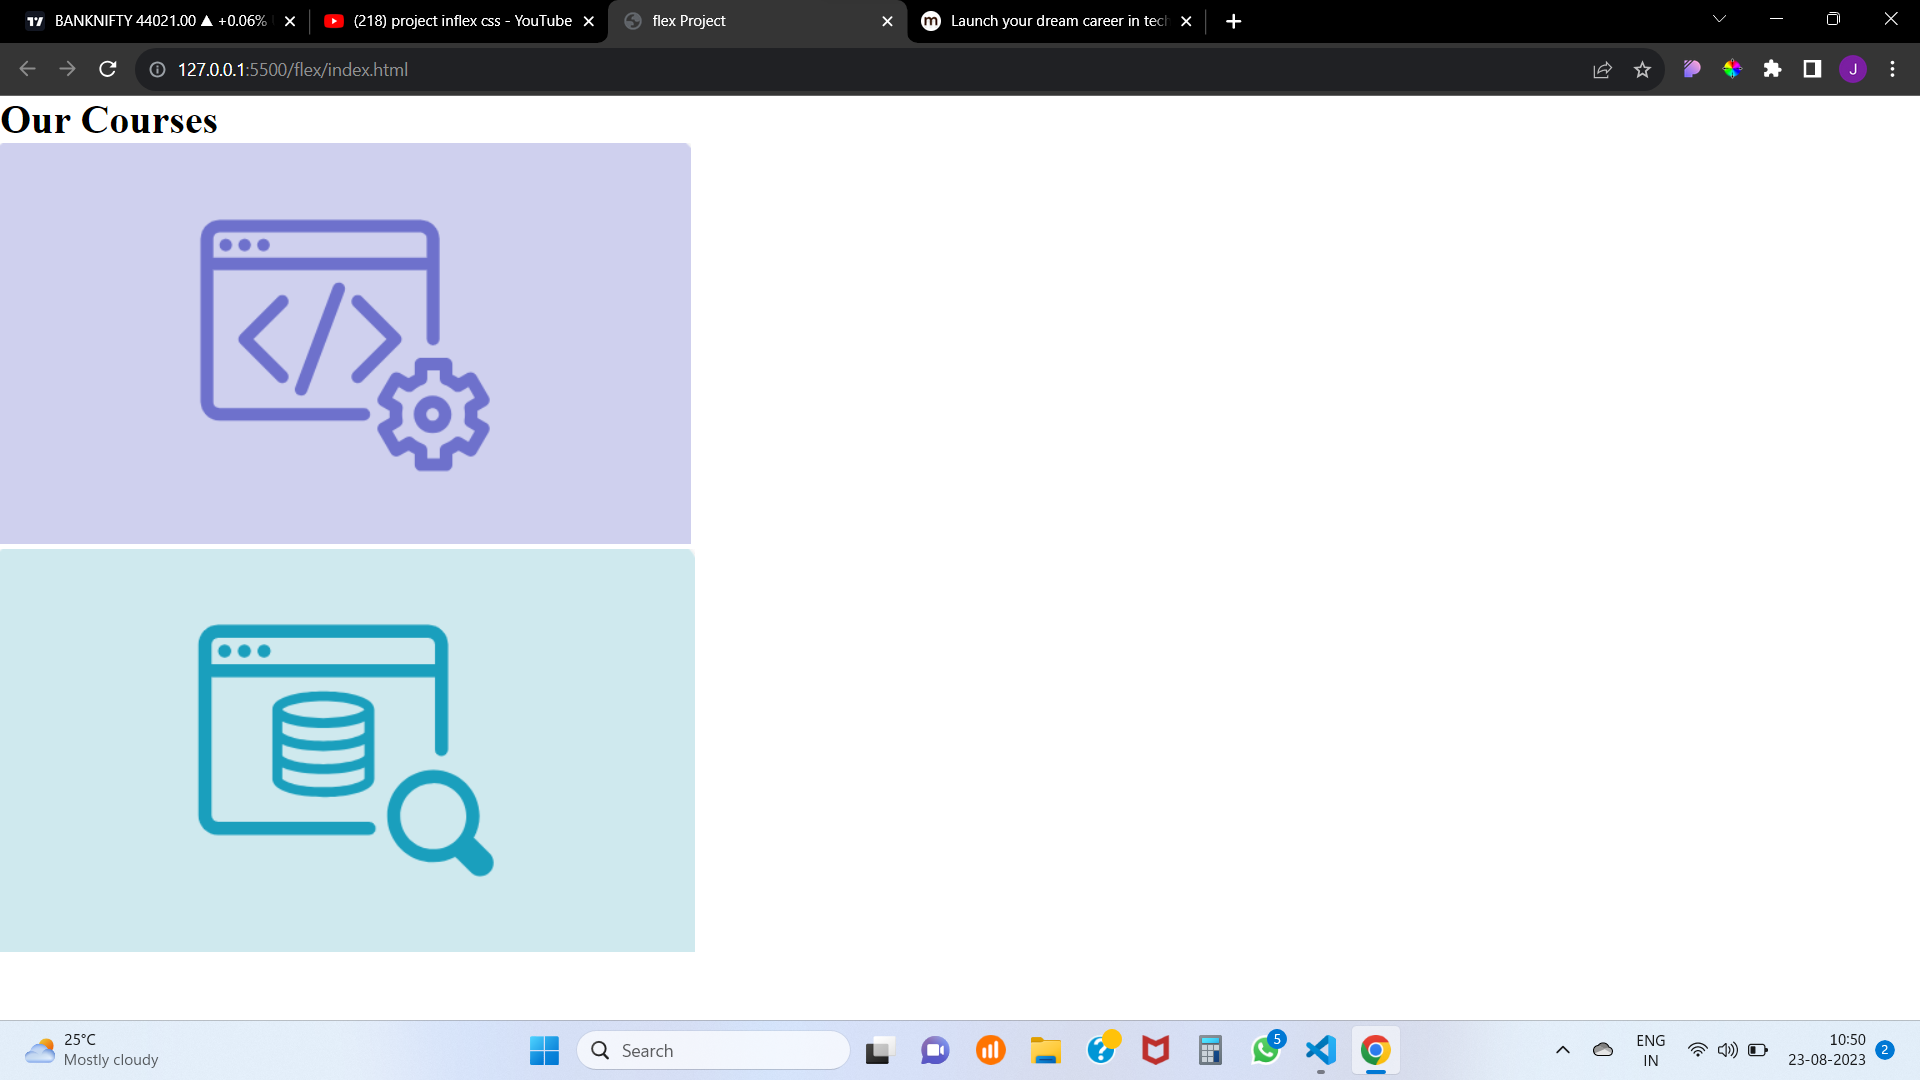 BANKNIFTY 44021.00 ▲ +0.06%
(218) project inflex css - YouTube
flex Project
Launch your dream career in tech
127.0.0.1:5500/flex/index.html
J
Our Courses
25°C
Mostly cloudy
Search
5
ENG
IN
10:50
23-08-2023
2